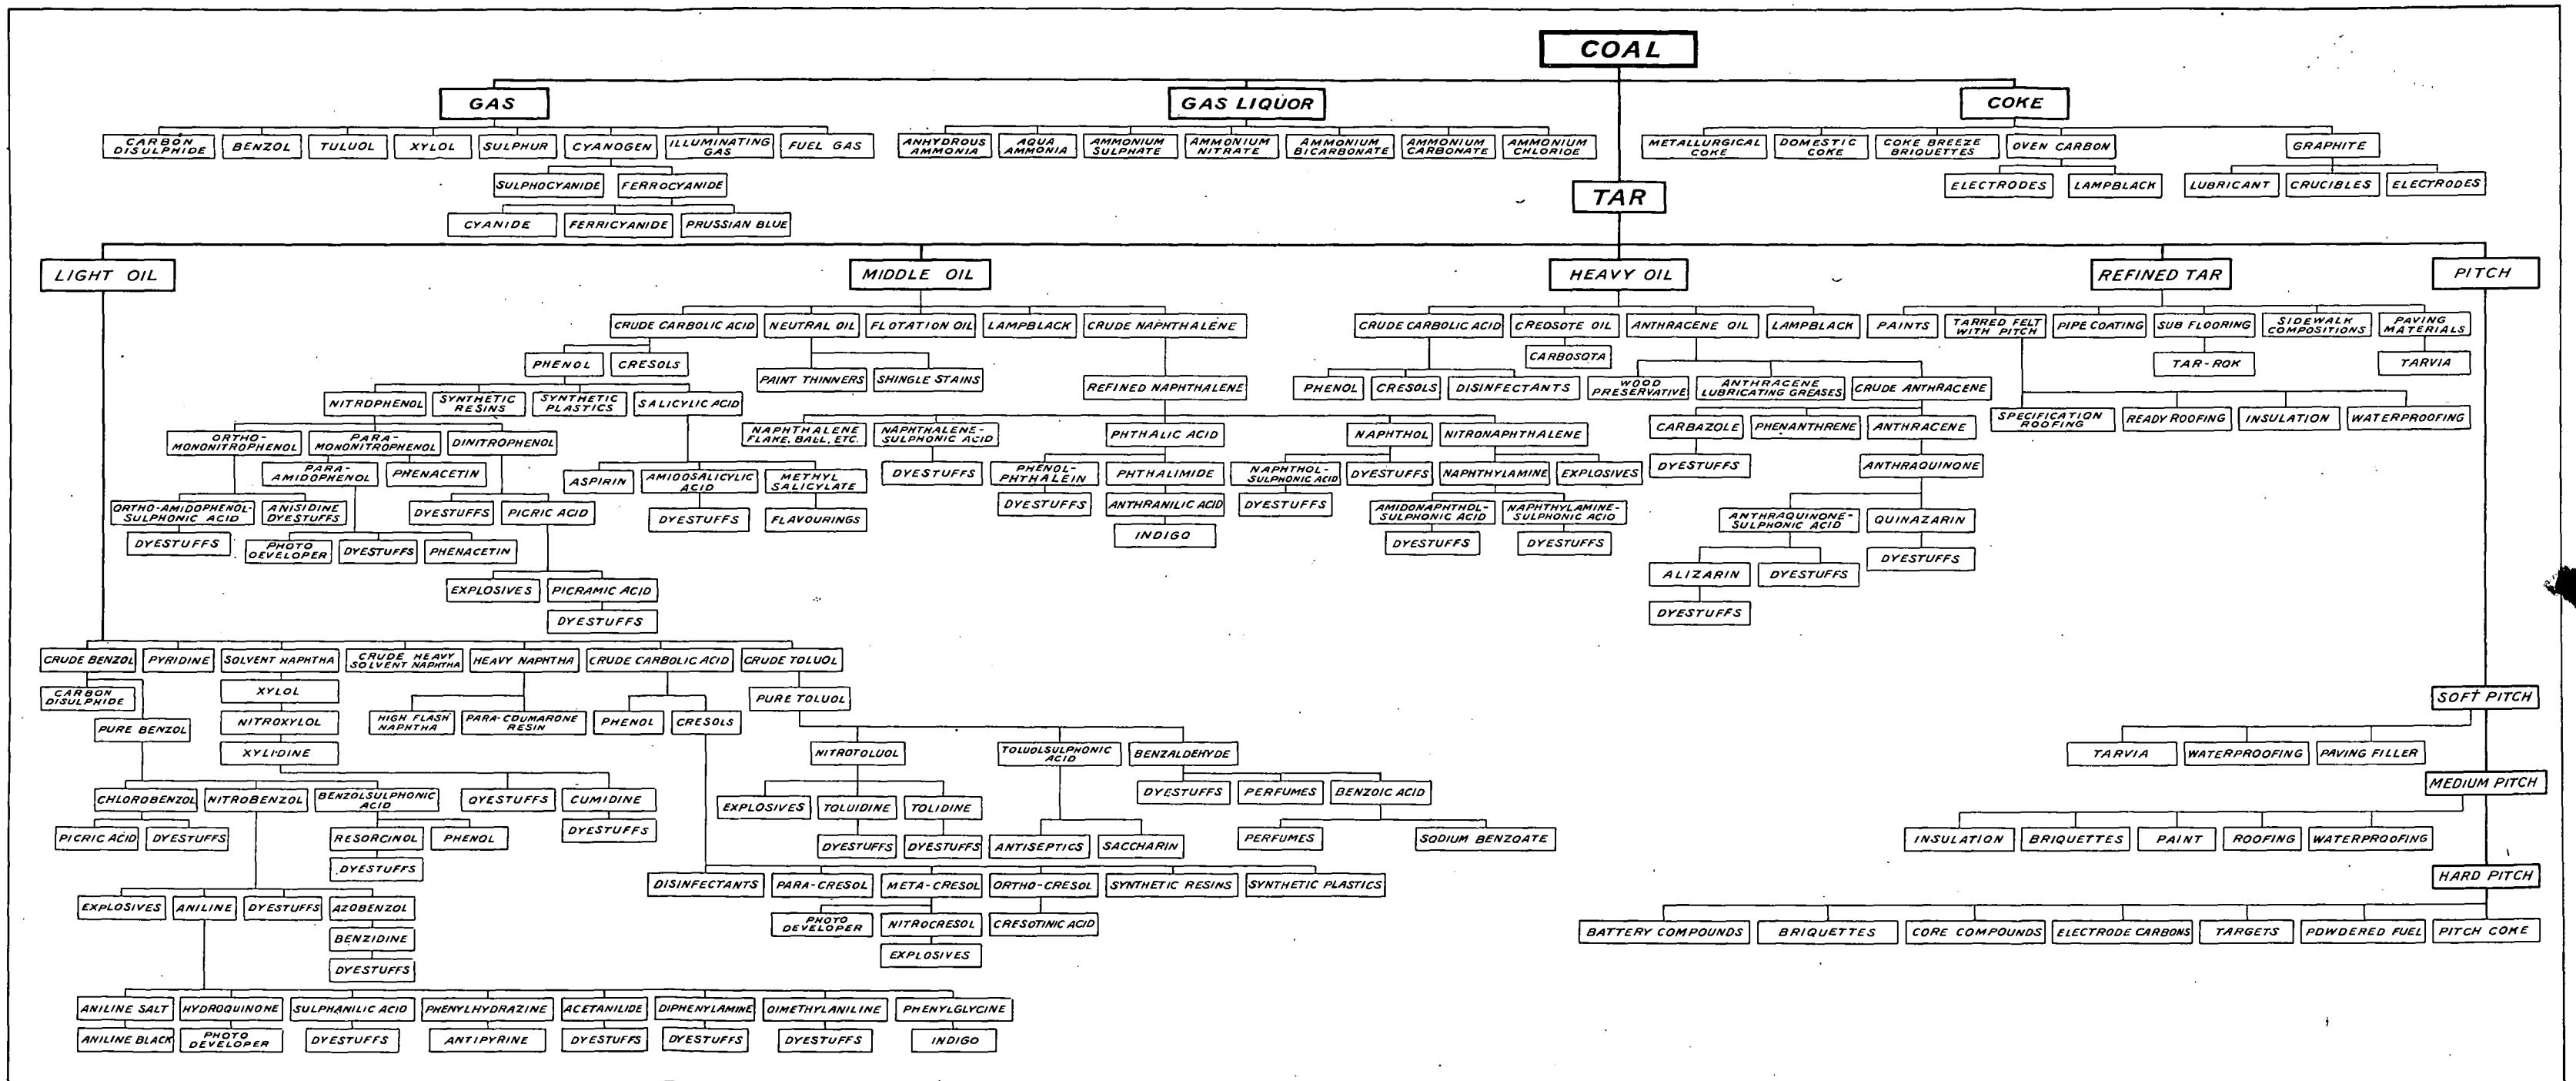 COAL
GAS
GAS LIQUOR
COKE
CARBON
DISULPHIDE
BENZOL
TULUOL
XYLOL
SULPHUR
CYANOGEN
ILLUMINATING
GAS
FUEL GAS
ANHYDROUS
AMMONIA
AQUA
AMMONIA
AMMONIUM
SULPHATE
AMMONIUM
NITRATE
AMMONIUM
BICARBONATE
AMMONIUM
CARBONATE
AMMONIUM
CHLORIDE
METALLURGICAL
COKE
DOMESTIC
COKE
COKE BREEZE
BRIQUETTES
OVEN CARBON
GRAPHITE
SULPHOCYANIDE
FERROCYANIDE
ELECTRODES
LAMPBLACK
LUBRICANT
CRUCIBLES
ELECTRODES
TAR
CYANIDE
FERRICYANIDE
PRUSSIAN BLUE
LIGHT OIL
MIDDLE OIL
HEAVY OIL
REFINED TAR
PITCH
CRUDE CARBOLIC ACID
NEUTRAL OIL
FLOTATION OIL
LAMPBLACK
CRUDE NAPHTHALENE
CRUDE CARBOLIC ACID
CREOSOTE OIL
ANTHRACENE OIL
LAMPBLACK
PAINTS
TARRED FELT
WITH PITCH
PIPE COATING
SUB FLOORING
SIDEWALK
COMPOSITIONS
PAVING
MATERIALS
PHENOL
CRESOLS
CARBOSOTA
TAR-ROK
TARVIA
PAINT THINNERS
SHINGLE STAINS
REFINED NAPHTHALENE
PHENOL
CRESOLS
DISINFECTANTS
WOOD
PRESERVATIVE
ANTHRACENE
LUBRICATING GREASES
CRUDE ANTHRACENE
NITROPHENOL
SYNTHETIC
RESINS
SYNTHETIC
PLASTICS
SALICYLIC ACID
SPECIFICATION
ROOFING
READY ROOFING
INSULATION
WATERPROOFING
ORTHO-
MONONITROPHENOL
PARA-
MONONITROPHENOL
DINITROPHENOL
NAPHTHALENE
FLAKE, BALL, ETC.
NAPHTHALENE-
SULPHONIC ACID
PHTHALIC ACID
NAPHTHOL
NITRONAPHTHALENE
CARBAZOLE
PHENANTHRENE
ANTHRACENE
PARA-
AMIDOPHENOL
PHENACETIN
ASPIRIN
AMIDOSALICYLIC
ACID
METHYL
SALICYLATE
DYESTUFFS
PHENOL-
PHTHALEIN
PHTHALIMIDE
NAPHTHOL-
SULPHONIC ACID
DYESTUFFS
NAPHTHYLAMINE
EXPLOSIVES
DYESTUFFS
ANTHRAQUINONE
ORTHO-AMIDOPHENOL-
SULPHONIC ACID
ANISIDINE
DYESTUFFS
DYESTUFFS
PICRIC ACID
DYESTUFFS
FLAVOURINGS
DYESTUFFS
ANTHRANILIC ACID
DYESTUFFS
AMIDONAPHTHOL-
SULPHONIC ACID
NAPHTHYLAMINE-
SULPHONIC ACID
ANTHRAQUINONE-
SULPHONIC ACID
QUINAZARIN
DYESTUFFS
PHOTO
DEVELOPER
DYESTUFFS
PHENACETIN
INDIGO
DYESTUFFS
DYESTUFFS
DYESTUFFS
ALIZARIN
DYESTUFFS
EXPLOSIVES
PICRAMIC ACID
DYESTUFFS
DYESTUFFS
CRUDE BENZOL
PYRIDINE
SOLVENT NAPHTHA
CRUDE HEAVY
SOLVENT NAPHTHA
HEAVY NAPHTHA
CRUDE CARBOLIC ACID
CRUDE TOLUOL
CARBON
DISULPHIDE
XYLOL
PURE TOLUOL
SOFT PITCH
PURE BENZOL
NITROXYLOL
HIGH FLASH
NAPHTHA
PARA-COUMARONE
RESIN
PHENOL
CRESOLS
XYLIDINE
NITROTOLUOL
TOLUOLSULPHONIC
ACID
BENZALDEHYDE
TARVIA
WATERPROOFING
PAVING FILLER
MEDIUM PITCH
CHLOROBENZOL
NITROBENZOL
BENZOLSULPHONIC
ACID
DYESTUFFS
CUMIDINE
EXPLOSIVES
TOLUIDINE
TOLIDINE
DYESTUFFS
PERFUMES
BENZOIC ACID
PICRIC ACID
DYESTUFFS
RESORCINOL
PHENOL
DYESTUFFS
DYESTUFFS
DYESTUFFS
ANTISEPTICS
SACCHARIN
PERFUMES
SODIUM BENZOATE
INSULATION
BRIQUETTES
PAINT
ROOFING
WATERPROOFING
DYESTUFFS
DISINFECTANTS
PARA-CRESOL
META-CRESOL
ORTHO-CRESOL
SYNTHETIC RESINS
SYNTHETIC PLASTICS
HARD PITCH
EXPLOSIVES
ANILINE
DYESTUFFS
AZOBENZOL
PHOTO
DEVELOPER
NITROCRESOL
CRESOTINIC ACID
BATTERY COMPOUNDS
BRIQUETTES
CORE COMPOUNDS
ELECTRODE CARBONS
TARGETS
POWDERED FUEL
PITCH COKE
BENZIDINE
EXPLOSIVES
DYESTUFFS
ANILINE SALT
HYDROQUINONE
SULPHANILIC ACID
PHENYLHYDRAZINE
ACETANILIDE
DIPHENYLAMINE
DIMETHYLANILINE
PHENYLGLYCINE
ANILINE BLACK
PHOTO
DEVELOPER
DYESTUFFS
ANTIPYRINE
DYESTUFFS
DYESTUFFS
DYESTUFFS
INDIGO